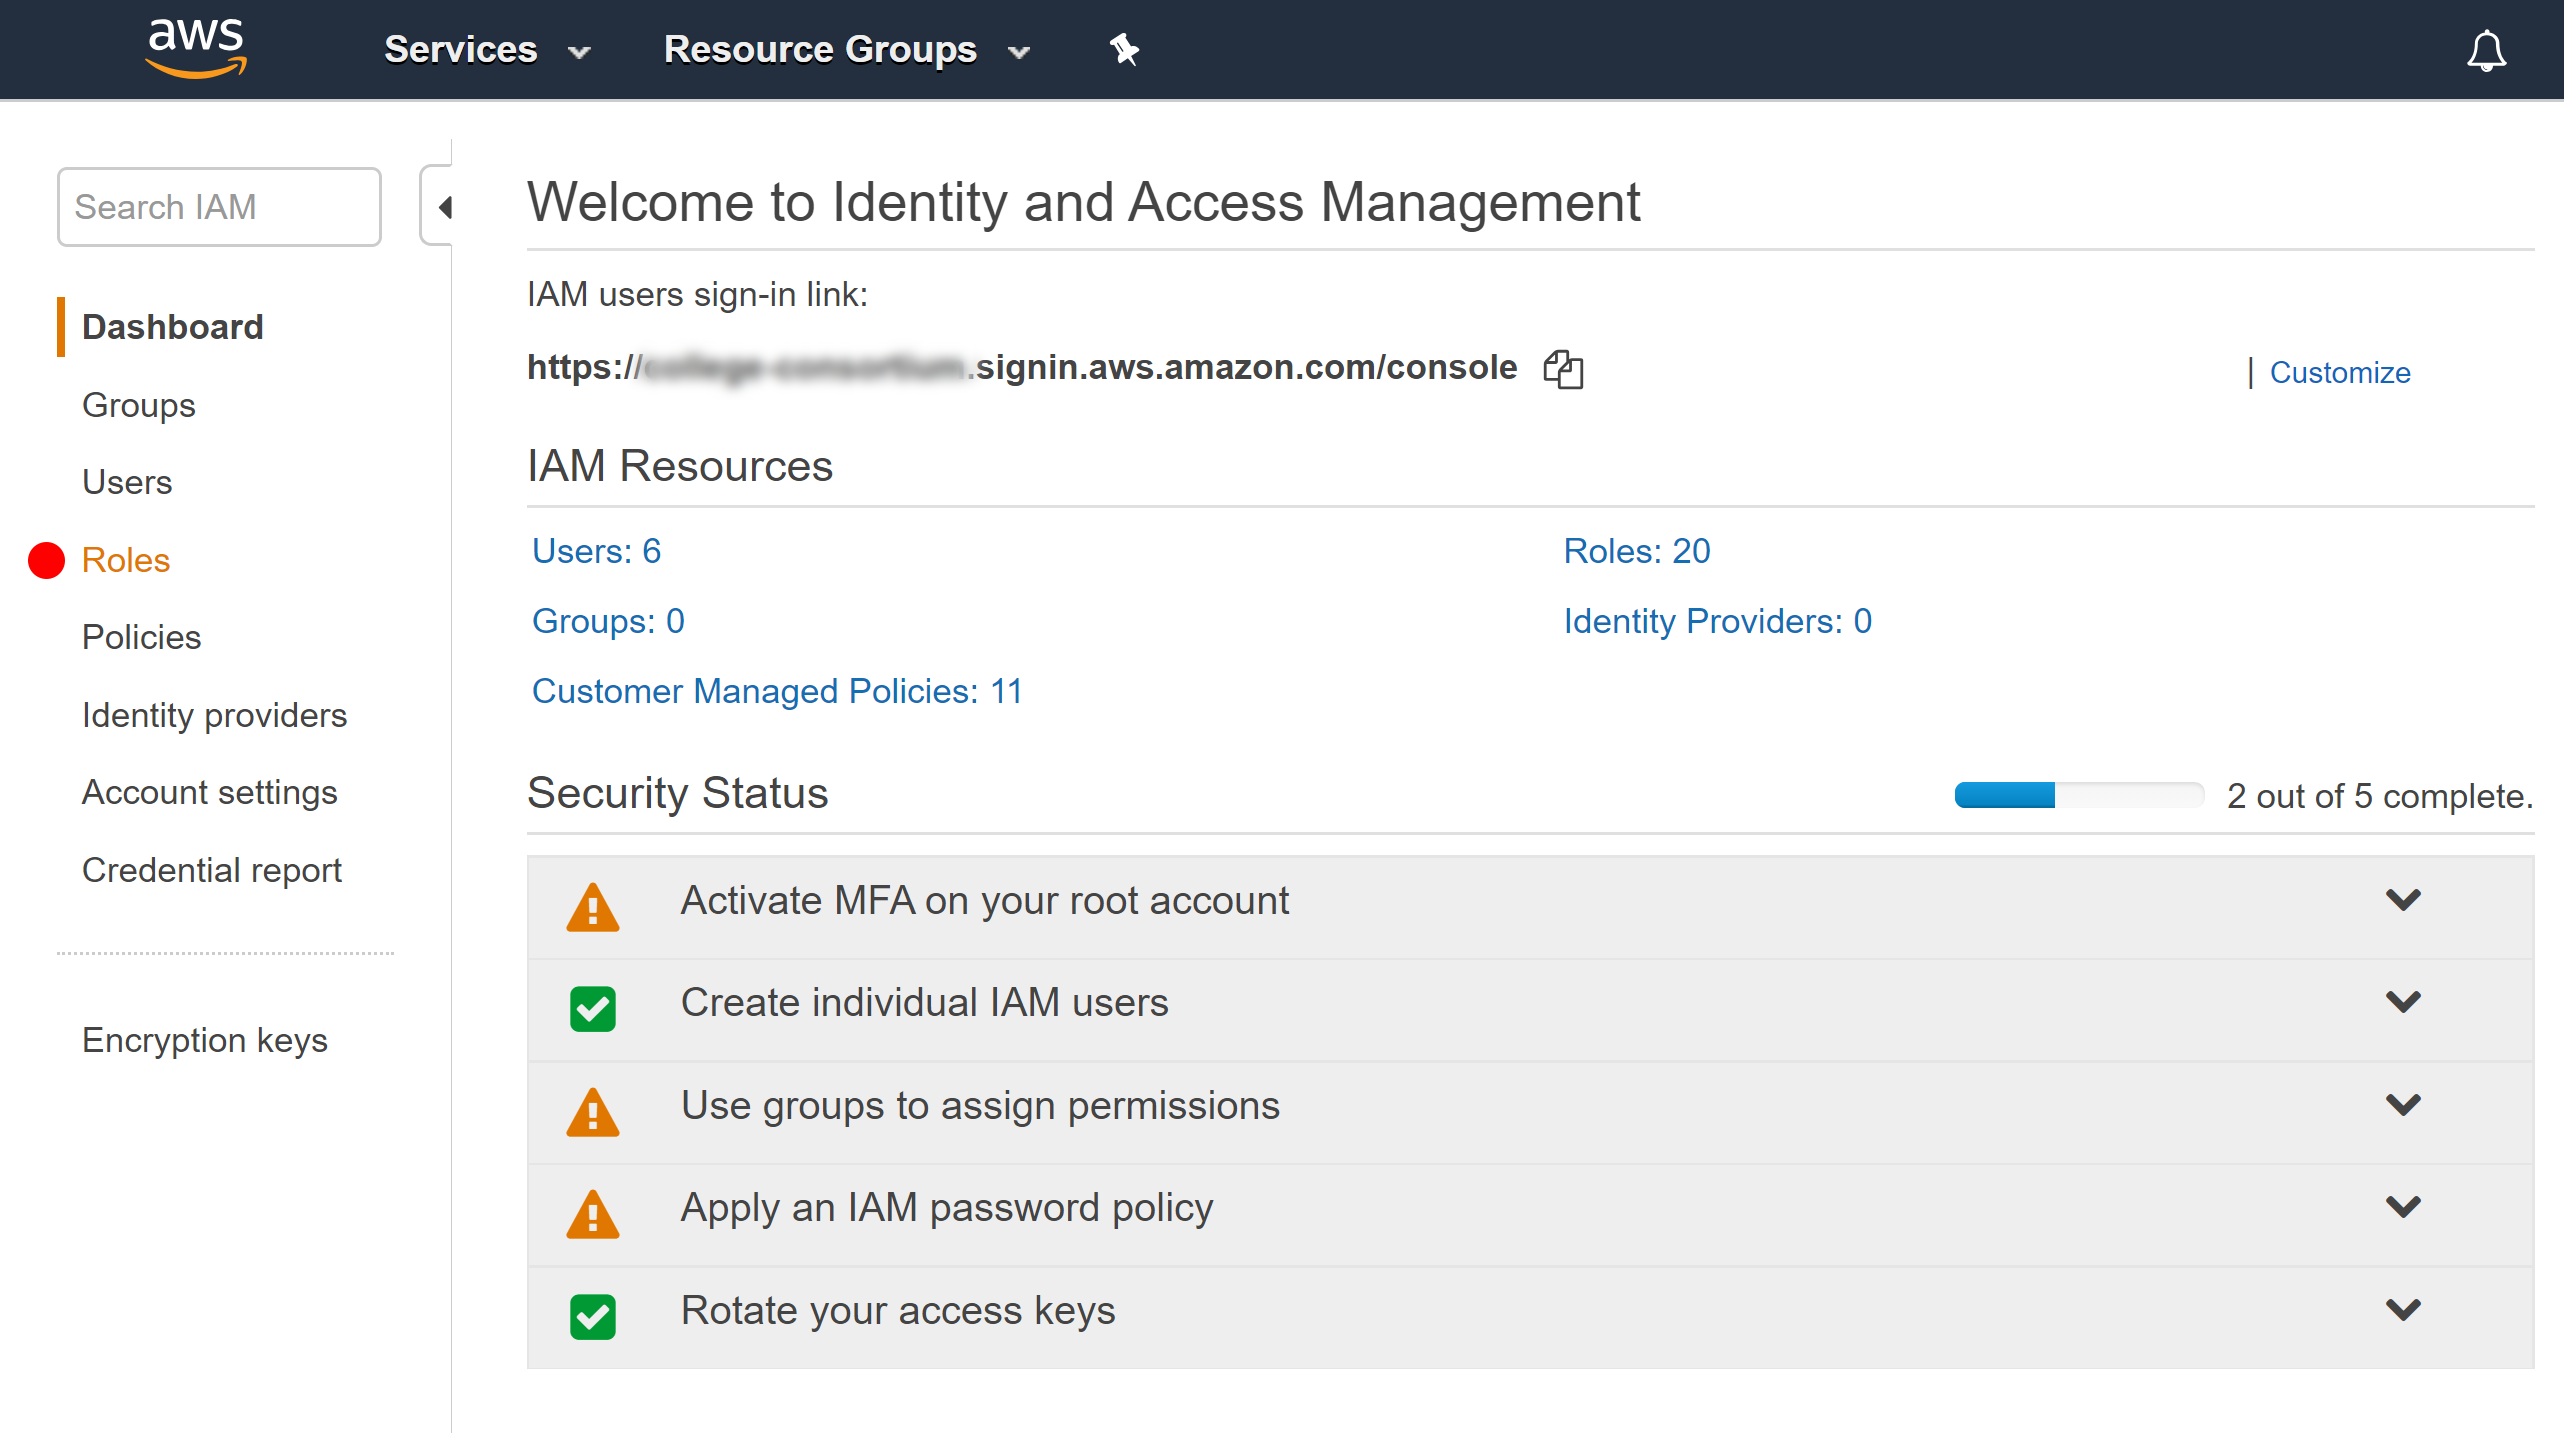 aws
Services
Resource Groups
Search IAM
Dashboard
Groups
Users
Roles
Policies
Identity providers
Account settings
Credential report
Encryption keys
Welcome to Identity and Access Management
IAM users sign-in link:
https://.signin.aws.amazon.com/console
| Customize
IAM Resources
Users: 6
Roles: 20
Groups: 0
Identity Providers: 0
Customer Managed Policies: 11
Security Status
2 out of 5 complete.
Activate MFA on your root account
Create individual IAM users
Use groups to assign permissions
Apply an IAM password policy
Rotate your access keys